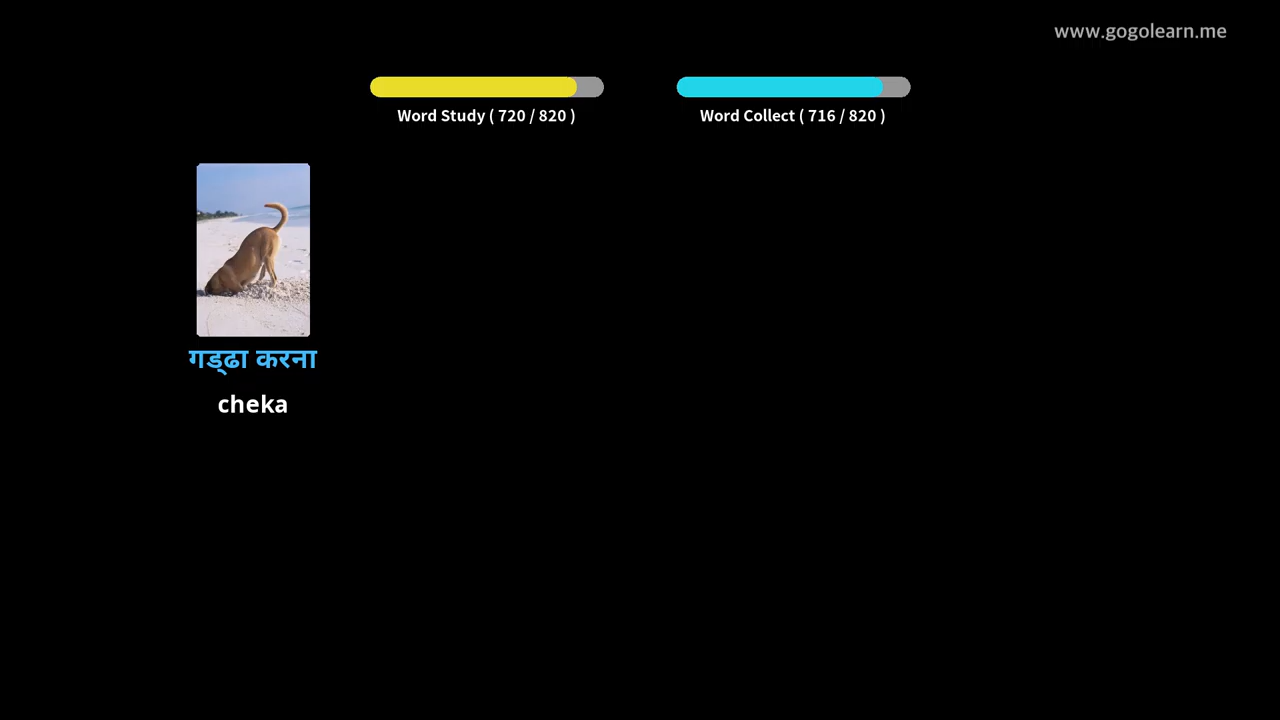 www.gogolearn.me
Word Study ( 720 / 820 )
Word Collect ( 716 / 820 )
गड्ढा करना
cheka